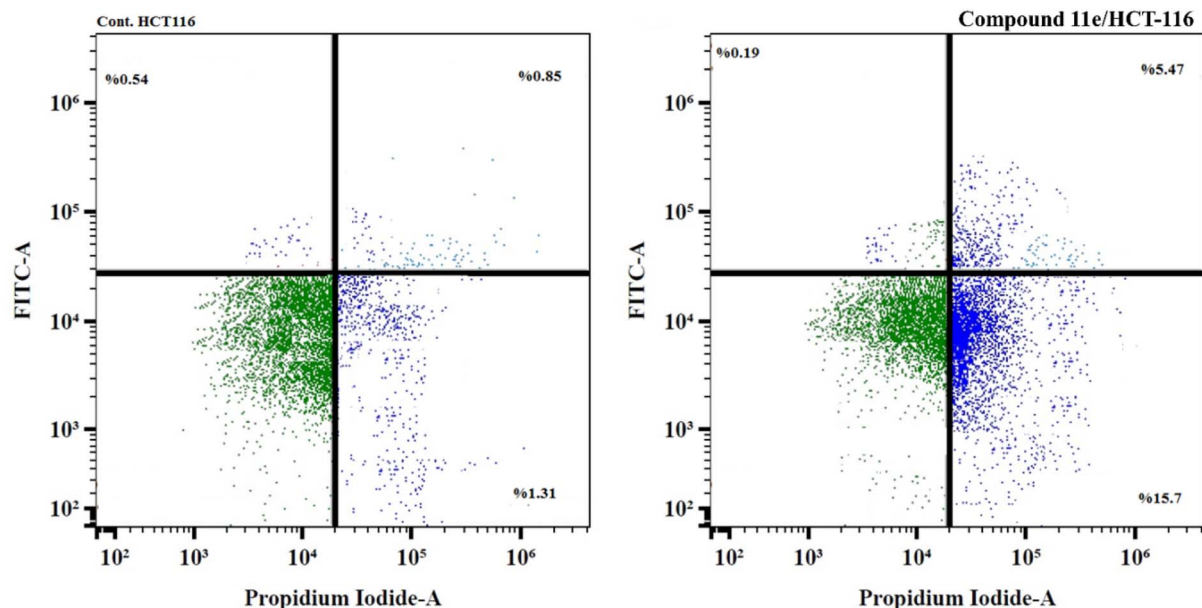 Cont. HCT116
%0.54
%0.85
10⁶
10⁵
10⁴
10³
10²
FITC-A
%1.31
10² 10³ 10⁴ 10⁵ 10⁶
Propidium Iodide-A
Compound 11e/HCT-116
%0.19
%5.47
10⁶
10⁵
10⁴
10³
10²
FITC-A
%15.7
10² 10³ 10⁴ 10⁵ 10⁶
Propidium Iodide-A